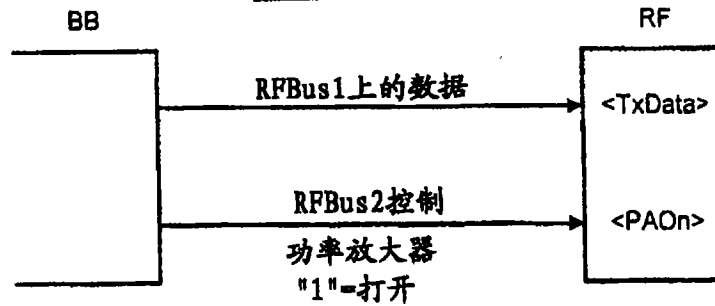 BB
RF
RFBus1上的数据
<TxData>
RFBus2控制
<PAOn>
功率放大器
"1"=打开